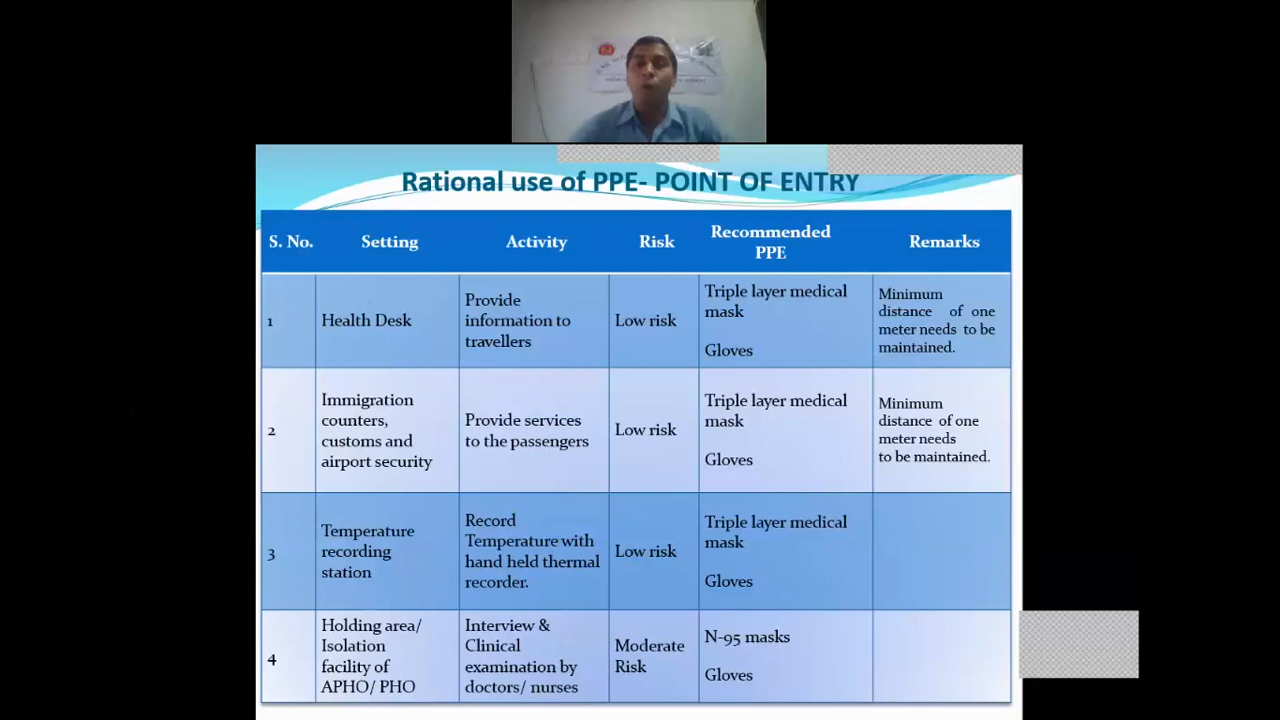 Rational use of PPE- POINT OF ENTRY
S. No.
Setting
Activity
Risk
Recommended
PPE
Remarks
1
Health Desk
Provide
information to
travellers
Low risk
Triple layer medical
mask
Gloves
Minimum
distance of one
meter needs to be
maintained.
2
Immigration
counters,
customs and
airport security
Provide services
to the passengers
Low risk
Triple layer medical
mask
Gloves
Minimum
distance of one
meter needs
to be maintained.
3
Temperature
recording
station
Record
Temperature with
hand held thermal
recorder.
Low risk
Triple layer medical
mask
Gloves
4
Holding area/
Isolation
facility of
APHO/ PHO
Interview &
Clinical
examination by
doctors/ nurses
Moderate
Risk
N-95 masks
Gloves